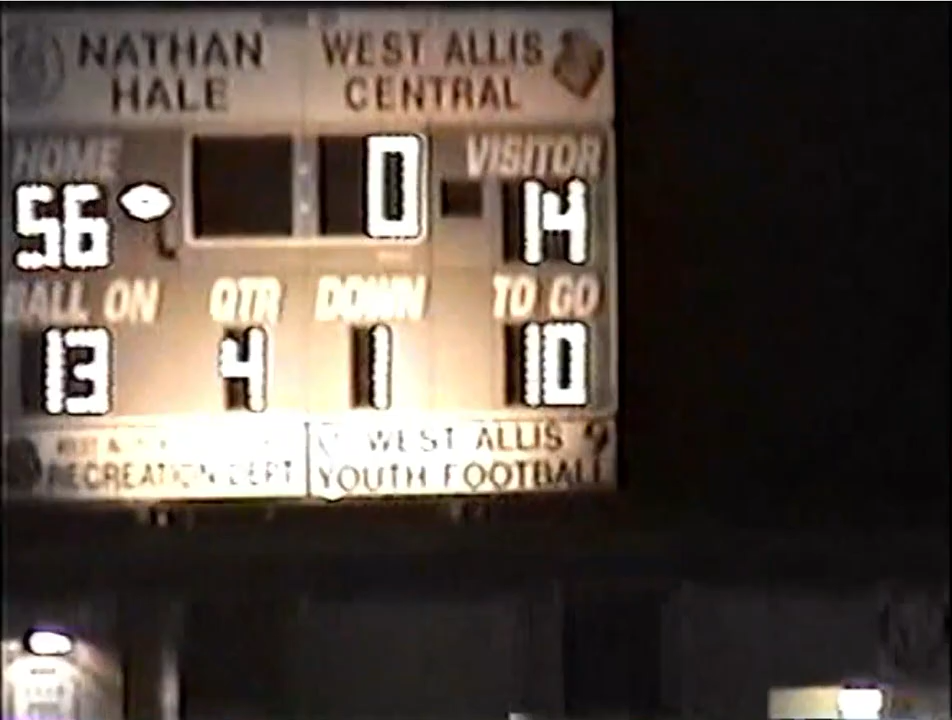 NATHAN HALE
WEST ALLIS CENTRAL
HOME
0
VISITOR
56
14
BALL ON
QTR
DOWN
TO GO
13
4
1
10
RECREATION DEPT
WEST ALLIS
YOUTH FOOTBALL